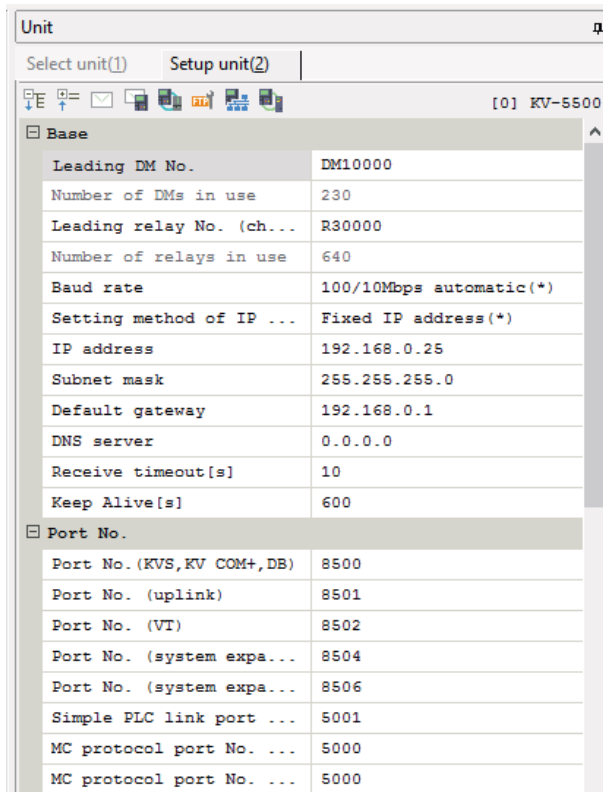 Unit
Select unit(1) Setup unit(2)
[0] KV-5500
Base
Leading DM No. DM10000
Number of DMs in use 230
Leading relay No. (ch... R30000
Number of relays in use 640
Baud rate 100/10Mbps automatic(*)
Setting method of IP ... Fixed IP address(*)
IP address 192.168.0.25
Subnet mask 255.255.255.0
Default gateway 192.168.0.1
DNS server 0.0.0.0
Receive timeout[s] 10
Keep Alive[s] 600
Port No.
Port No.(KVS,KV COM+,DB) 8500
Port No. (uplink) 8501
Port No. (VT) 8502
Port No. (system expa... 8504
Port No. (system expa... 8506
Simple PLC link port ... 5001
MC protocol port No. ... 5000
MC protocol port No. ... 5000